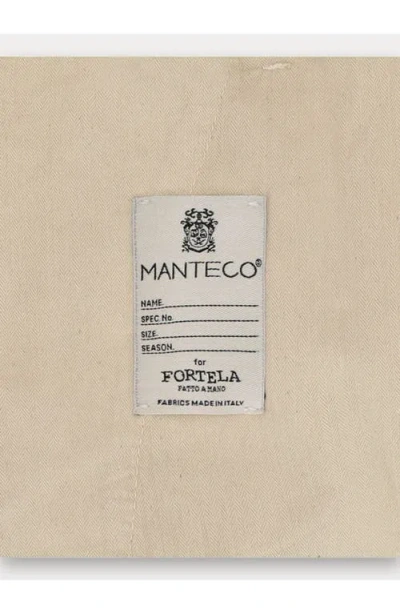 MANTECO®
NAME.
SPEC No.
SIZE.
SEASON.
for
FORTELA
FATTO A MANO
FABRICS MADE IN ITALY